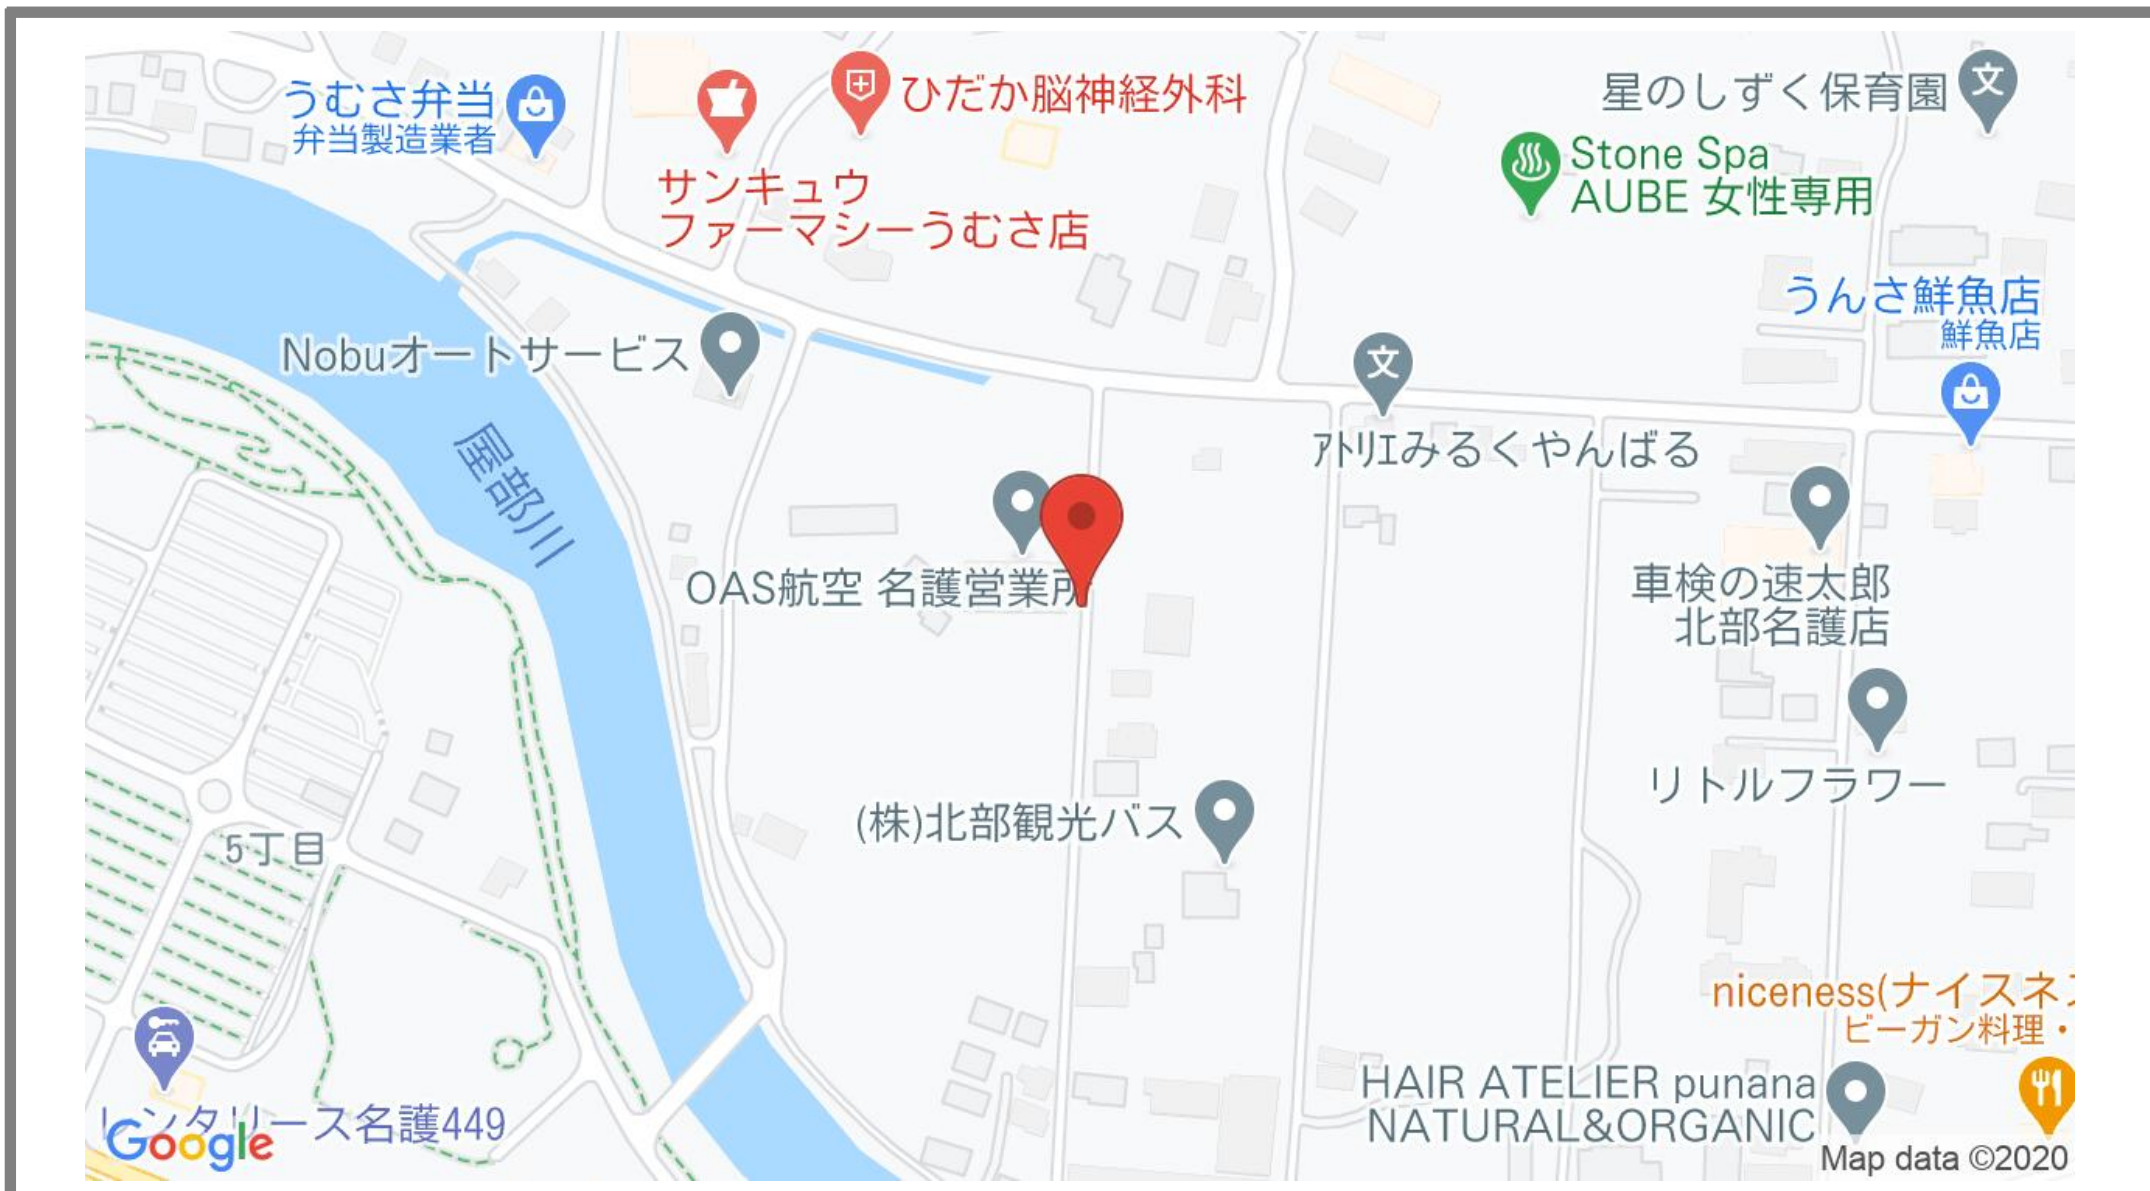 うむさ弁当
弁当製造業者
ひだか脳神経外科
サンキュウ
ファーマシーうむさ店
星のしずく保育園
Stone Spa
AUBE 女性専用
うんさ鮮魚店
鮮魚店
Nobuオートサービス
屋部川
ｱﾄﾘｴみるくやんばる
OAS航空 名護営業所
車検の速太郎
北部名護店
リトルフラワー
(株)北部観光バス
5丁目
niceness(ナイスネ
ビーガン料理・
HAIR ATELIER punana
NATURAL&ORGANIC
レンタリース名護449
Google
Map data ©2020